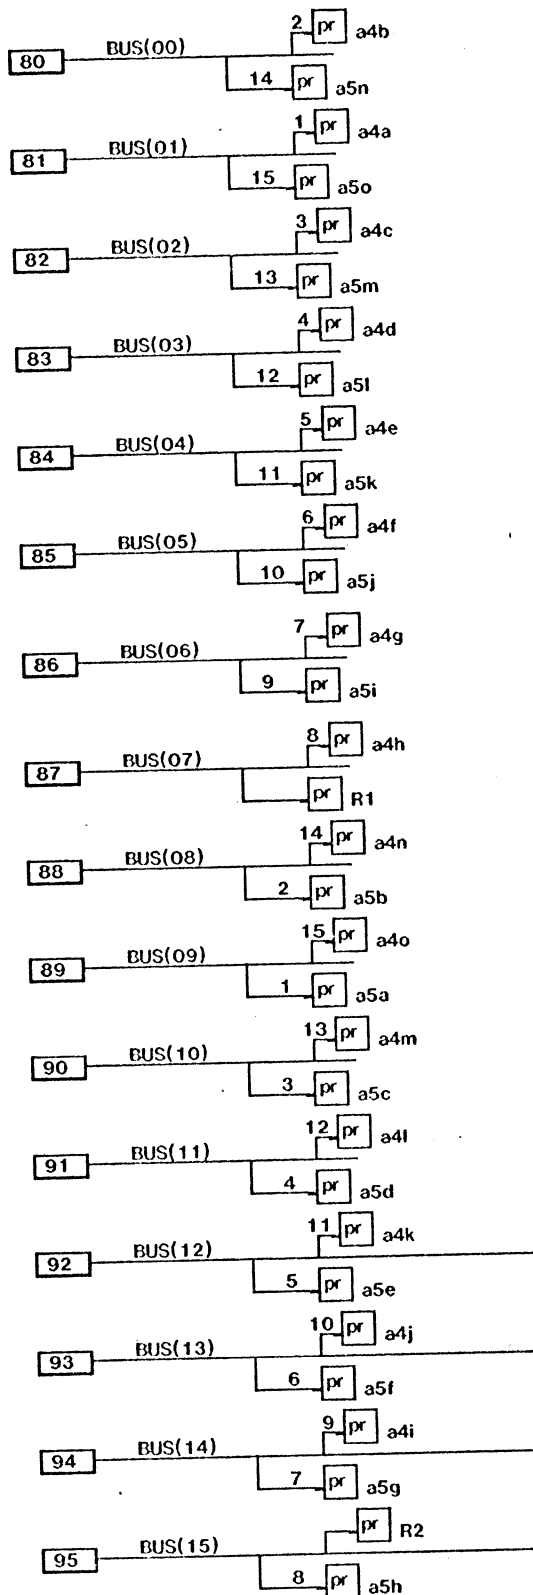 2 pr a4b
80 BUS(00)
14 pr a5n
1 pr a4a
81 BUS(01)
15 pr a5o
3 pr a4c
82 BUS(02)
13 pr a5m
4 pr a4d
83 BUS(03)
12 pr a5l
5 pr a4e
84 BUS(04)
11 pr a5k
6 pr a4f
85 BUS(05)
10 pr a5j
7 pr a4g
86 BUS(06)
9 pr a5i
8 pr a4h
87 BUS(07)
pr R1
14 pr a4n
88 BUS(08)
2 pr a5b
15 pr a4o
89 BUS(09)
1 pr a5a
13 pr a4m
90 BUS(10)
3 pr a5c
12 pr a4l
91 BUS(11)
4 pr a5d
11 pr a4k
92 BUS(12)
5 pr a5e
10 pr a4j
93 BUS(13)
6 pr a5f
9 pr a4i
94 BUS(14)
7 pr a5g
pr R2
95 BUS(15)
8 pr a5h